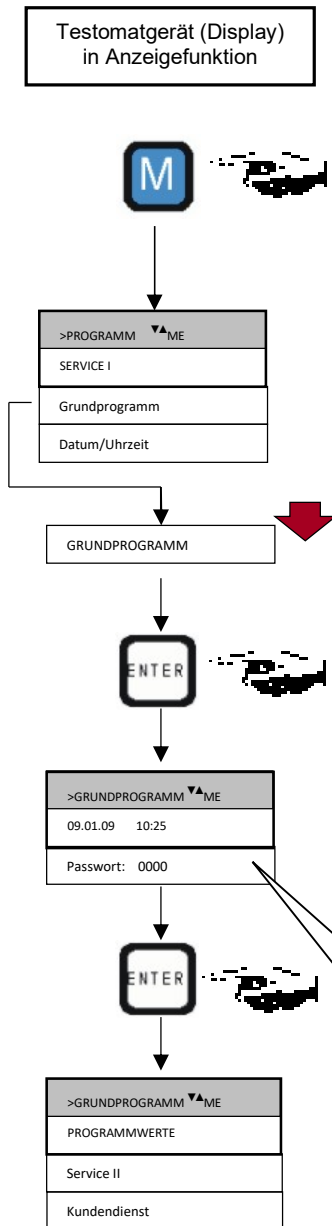 Testomatgerät (Display)
in Anzeigefunktion
M
>PROGRAMM ▼▲ME
SERVICE I
Grundprogramm
Datum/Uhrzeit
GRUNDPROGRAMM
ENTER
>GRUNDPROGRAMM ▼▲ME
09.01.09 10:25
Passwort: 0000
ENTER
>GRUNDPROGRAMM ▼▲ME
PROGRAMMWERTE
Service II
Kundendienst